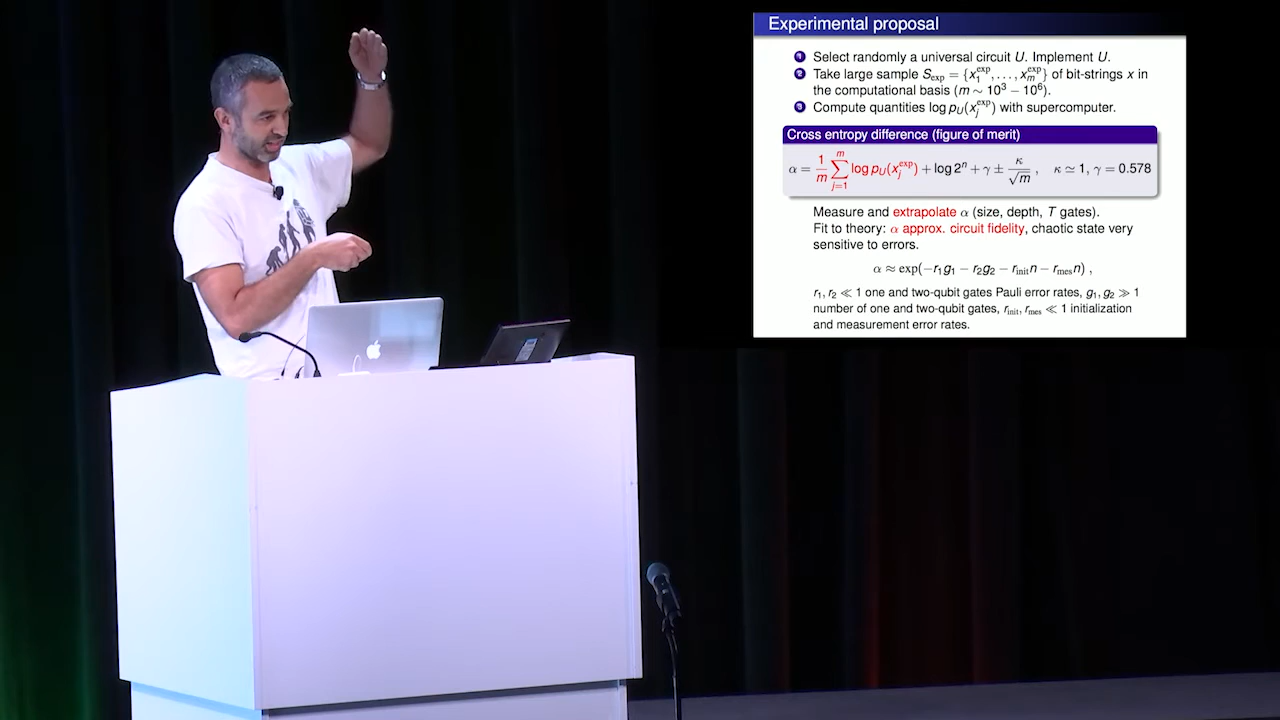 Experimental proposal
1 Select randomly a universal circuit U. Implement U.
2 Take large sample S_exp = {x_1^exp, . . . , x_m^exp} of bit-strings x in
the computational basis (m ∼ 10^3 − 10^6).
3 Compute quantities log p_U(x_j^exp) with supercomputer.
Cross entropy difference (figure of merit)
α = 1/m ∑_{j=1}^{m} log p_U(x_j^exp) + log 2^n + γ ± κ/√m , κ ≃ 1, γ = 0.578
Measure and extrapolate α (size, depth, T gates).
Fit to theory: α approx. circuit fidelity, chaotic state very
sensitive to errors.
α ≈ exp(−r_1g_1 − r_2g_2 − r_init n − r_mes n) ,
r_1, r_2 ≪ 1 one and two-qubit gates Pauli error rates, g_1, g_2 ≫ 1
number of one and two-qubit gates, r_init, r_mes ≪ 1 initialization
and measurement error rates.